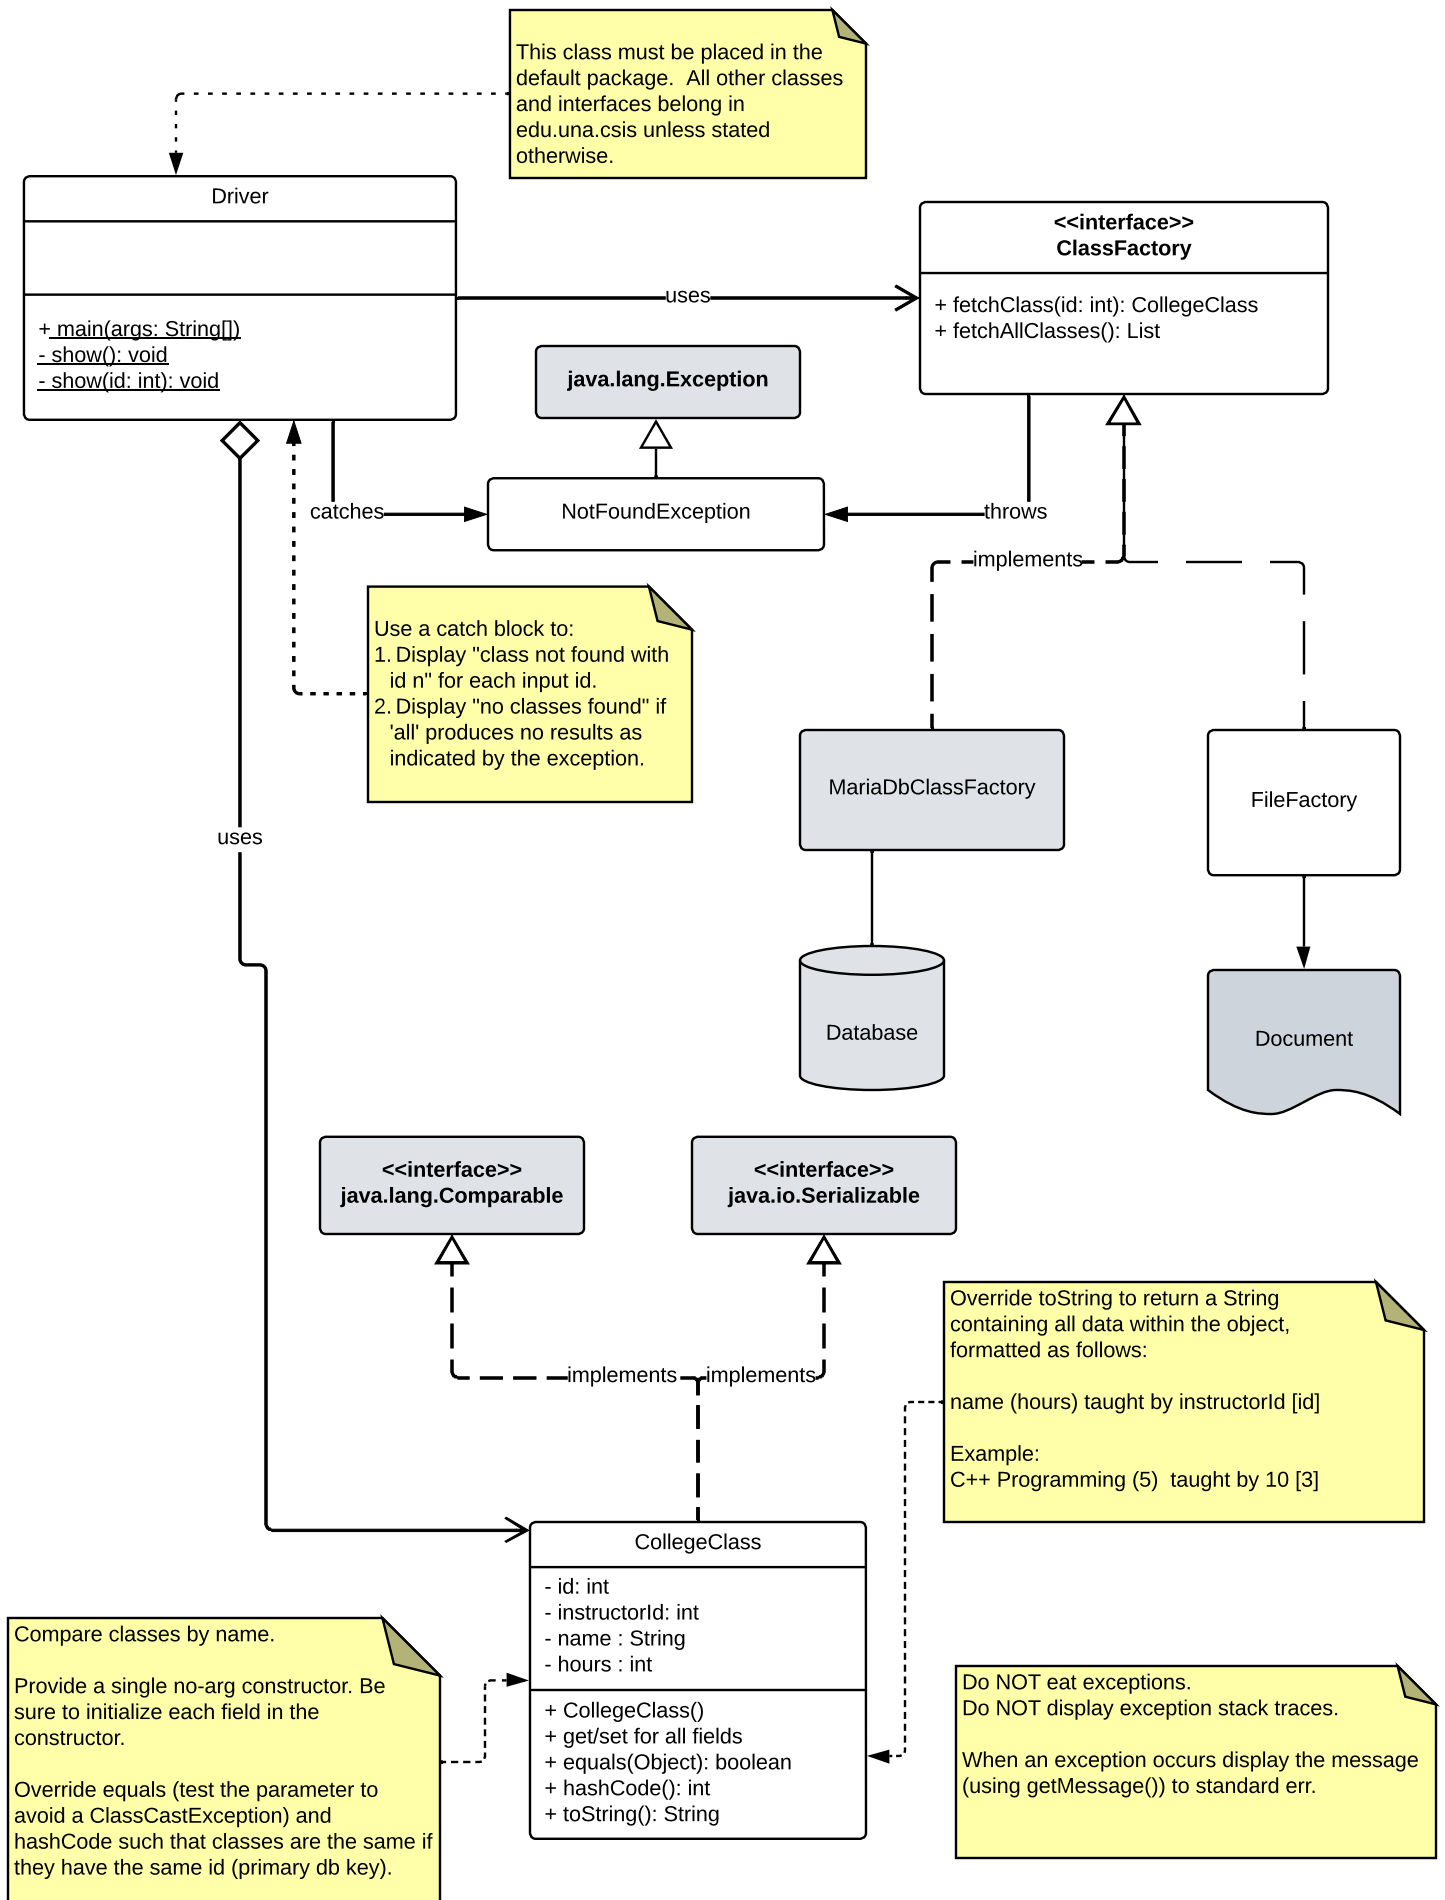 This class must be placed in the
default package.  All other classes
and interfaces belong in
edu.una.csis unless stated
otherwise.
Driver
+ main(args: String[])
- show(): void
- show(id: int): void
uses
<<interface>>
ClassFactory
+ fetchClass(id: int): CollegeClass
+ fetchAllClasses(): List
java.lang.Exception
catches
NotFoundException
throws
implements
Use a catch block to:
1. Display "class not found with
id n" for each input id.
2. Display "no classes found" if
'all' produces no results as
indicated by the exception.
MariaDbClassFactory
FileFactory
uses
Database
Document
<<interface>>
java.lang.Comparable
<<interface>>
java.io.Serializable
implements
implements
Override toString to return a String
containing all data within the object,
formatted as follows:
name (hours) taught by instructorId [id]
Example:
C++ Programming (5)  taught by 10 [3]
CollegeClass
- id: int
- instructorId: int
- name : String
- hours : int
+ CollegeClass()
+ get/set for all fields
+ equals(Object): boolean
+ hashCode(): int
+ toString(): String
Compare classes by name.
Provide a single no-arg constructor. Be
sure to initialize each field in the
constructor.
Override equals (test the parameter to
avoid a ClassCastException) and
hashCode such that classes are the same if
they have the same id (primary db key).
Do NOT eat exceptions.
Do NOT display exception stack traces.
When an exception occurs display the message
(using getMessage()) to standard err.